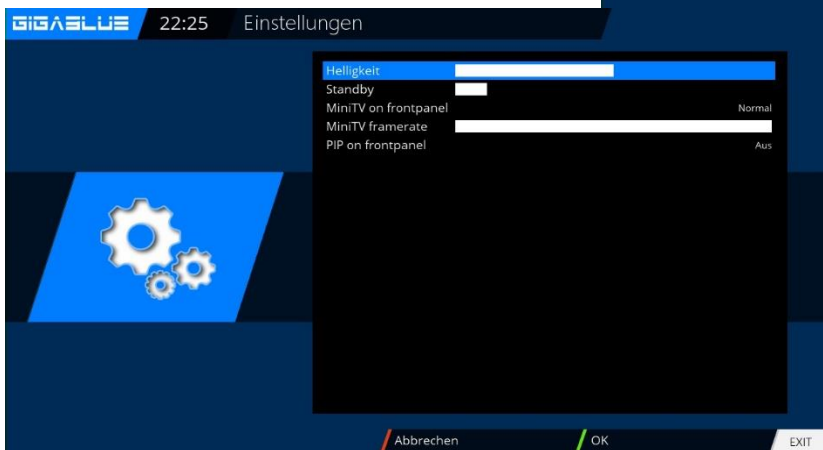 GIGABLUE 22:25 Einstellungen
Helligkeit
Standby
MiniTV on frontpanel Normal
MiniTV framerate
PIP on frontpanel Aus
Abbrechen OK EXIT